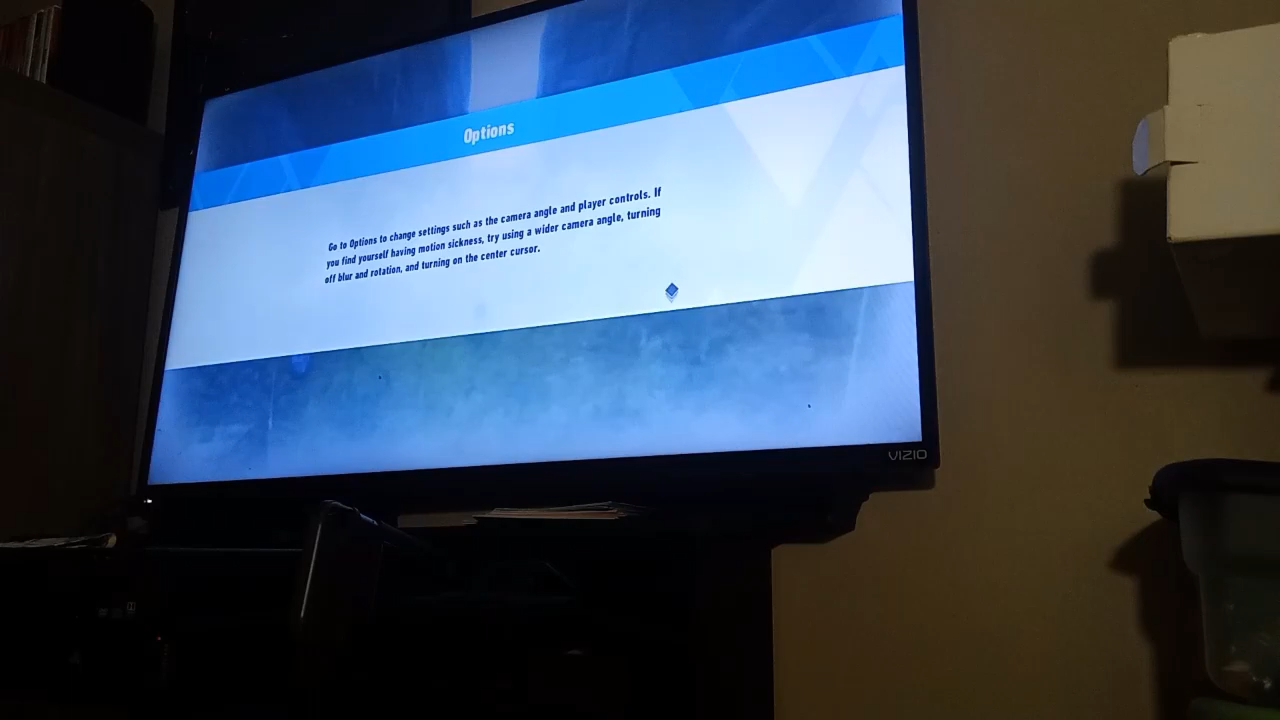 Options
Go to Options to change settings such as the camera angle and player controls. If
you find yourself having motion sickness, try using a wider camera angle, turning
off blur and rotation, and turning on the center cursor.
VIZIO